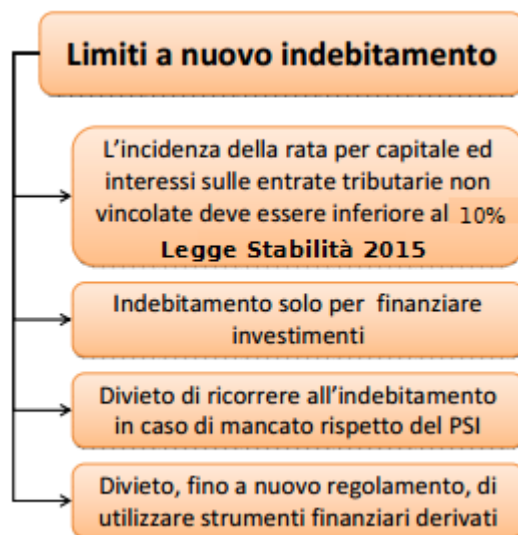 Limiti a nuovo indebitamento
L'incidenza della rata per capitale ed
interessi sulle entrate tributarie non
vincolate deve essere inferiore al 10%
Legge Stabilità 2015
Indebitamento solo per finanziare
investimenti
Divieto di ricorrere all'indebitamento
in caso di mancato rispetto del PSI
Divieto, fino a nuovo regolamento, di
utilizzare strumenti finanziari derivati